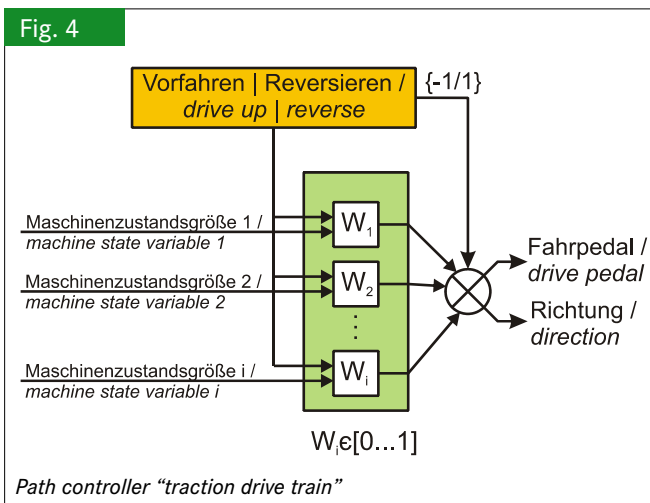 Fig. 4
Vorfahren | Reversieren /
drive up | reverse
{-1/1}
Maschinenzustandsgröße 1 /
machine state variable 1
W1
Maschinenzustandsgröße 2 /
machine state variable 2
W2
⋮
Maschinenzustandsgröße i /
machine state variable i
Wi
Fahrpedal /
drive pedal
Richtung /
direction
Wiϵ[0...1]
Path controller “traction drive train”